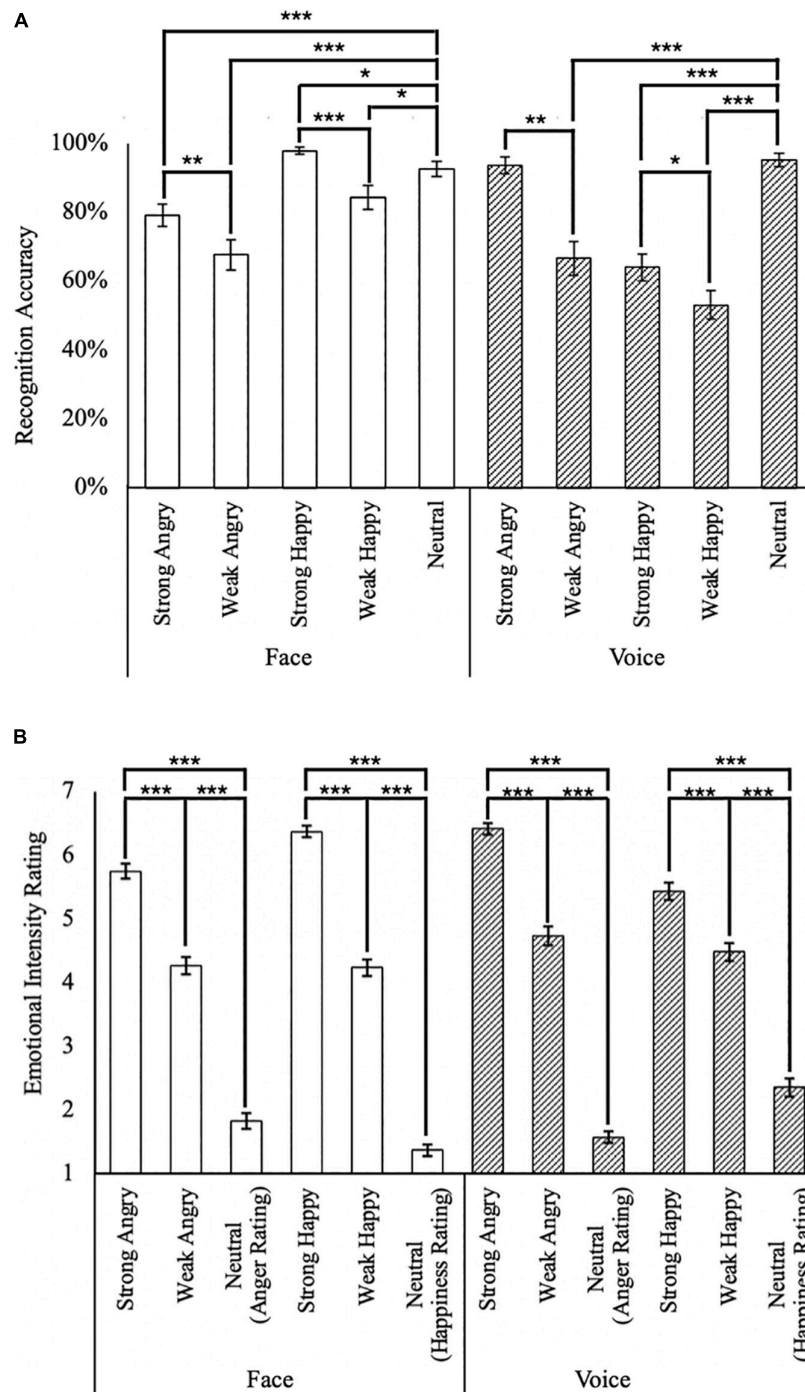 A
***
***
***
*
***
***
*
***
**
**
*
100%
80%
60%
40%
20%
0%
Recognition Accuracy
Strong Angry
Weak Angry
Strong Happy
Weak Happy
Neutral
Strong Angry
Weak Angry
Strong Happy
Weak Happy
Neutral
Face
Voice
B
***
***
***
***
***
***
***
***
***
***
***
***
7
6
5
4
3
2
1
Emotional Intensity Rating
Strong Angry
Weak Angry
Neutral
(Anger Rating)
Strong Happy
Weak Happy
Neutral
(Happiness Rating)
Strong Angry
Weak Angry
Neutral
(Anger Rating)
Strong Happy
Weak Happy
Neutral
(Happiness Rating)
Face
Voice